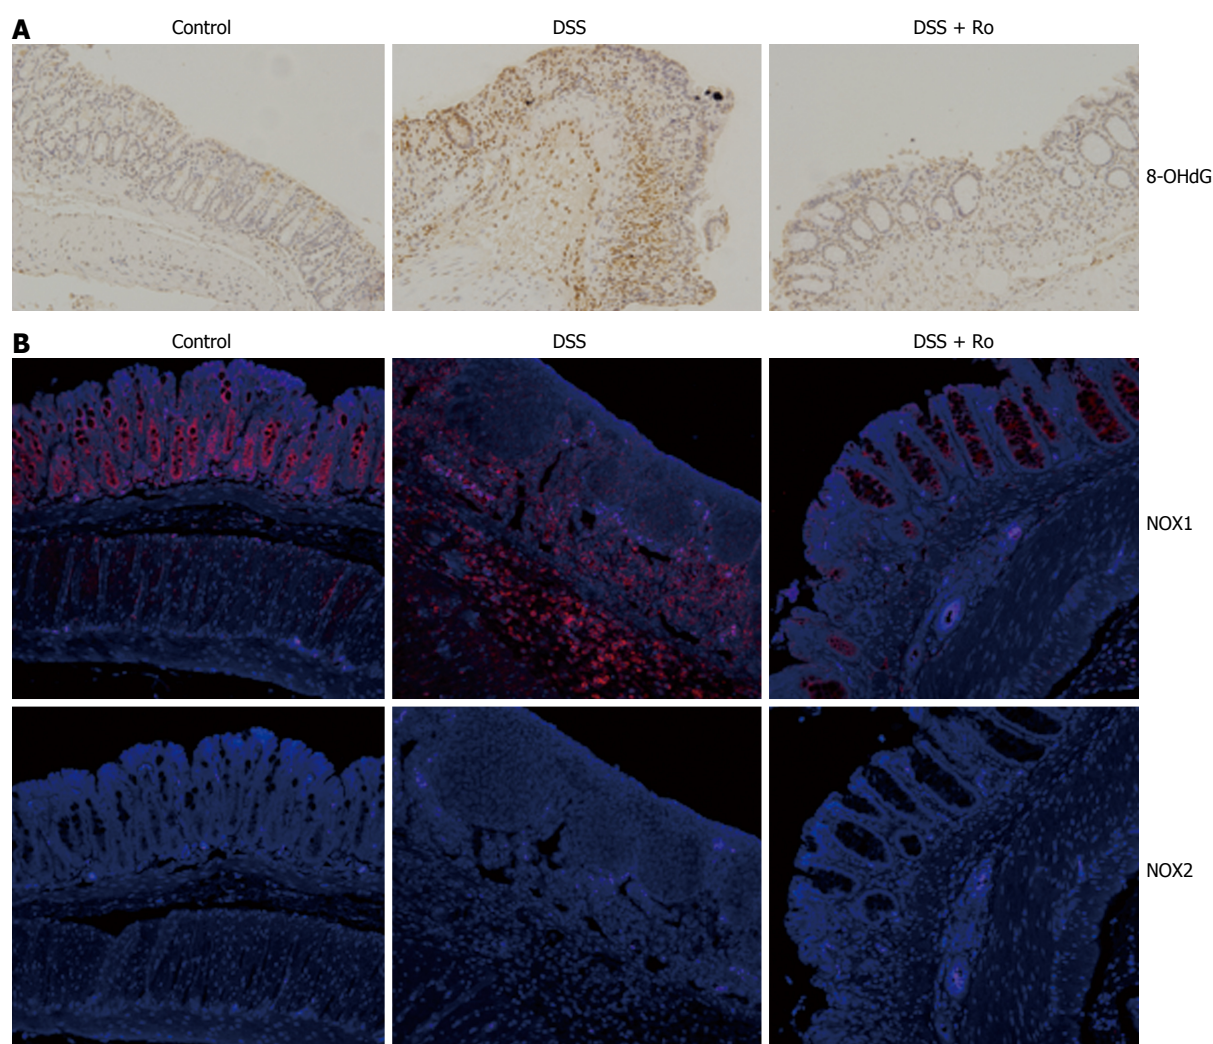 A
Control DSS DSS + Ro
8-OHdG
B
Control DSS DSS + Ro
NOX1
NOX2